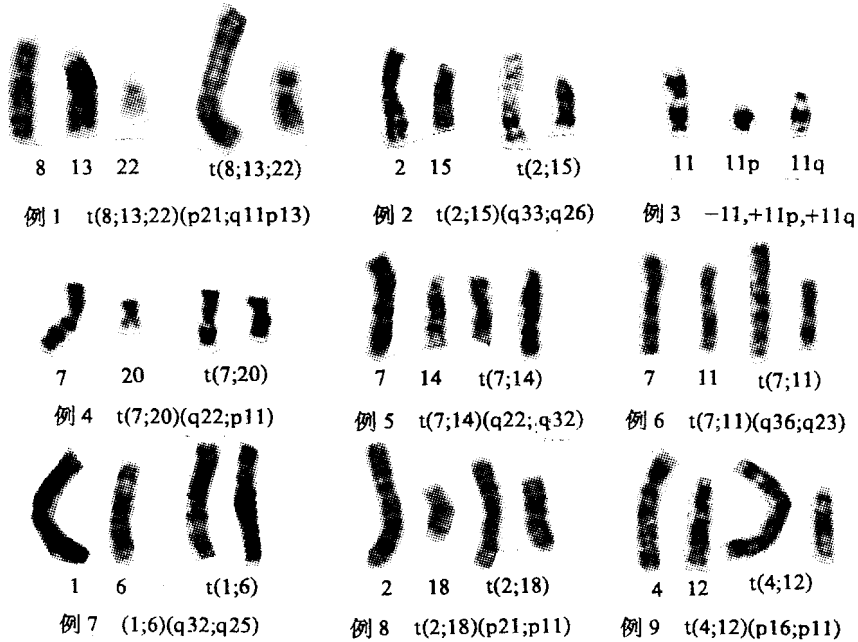 8 13 22 t(8;13;22) 2 15 t(2;15) 11 11p 11q
例 1 t(8;13;22)(p21;q11p13) 例 2 t(2;15)(q33;q26) 例 3 −11,+11p,+11q
7 20 t(7;20) 7 14 t(7;14) 7 11 t(7;11)
例 4 t(7;20)(q22;p11) 例 5 t(7;14)(q22;.q32) 例 6 t(7;11)(q36;q23)
1 6 t(1;6) 2 18 t(2;18) 4 12 t(4;12)
例 7 (1;6)(q32;q25) 例 8 t(2;18)(p21;p11) 例 9 t(4;12)(p16;p11)